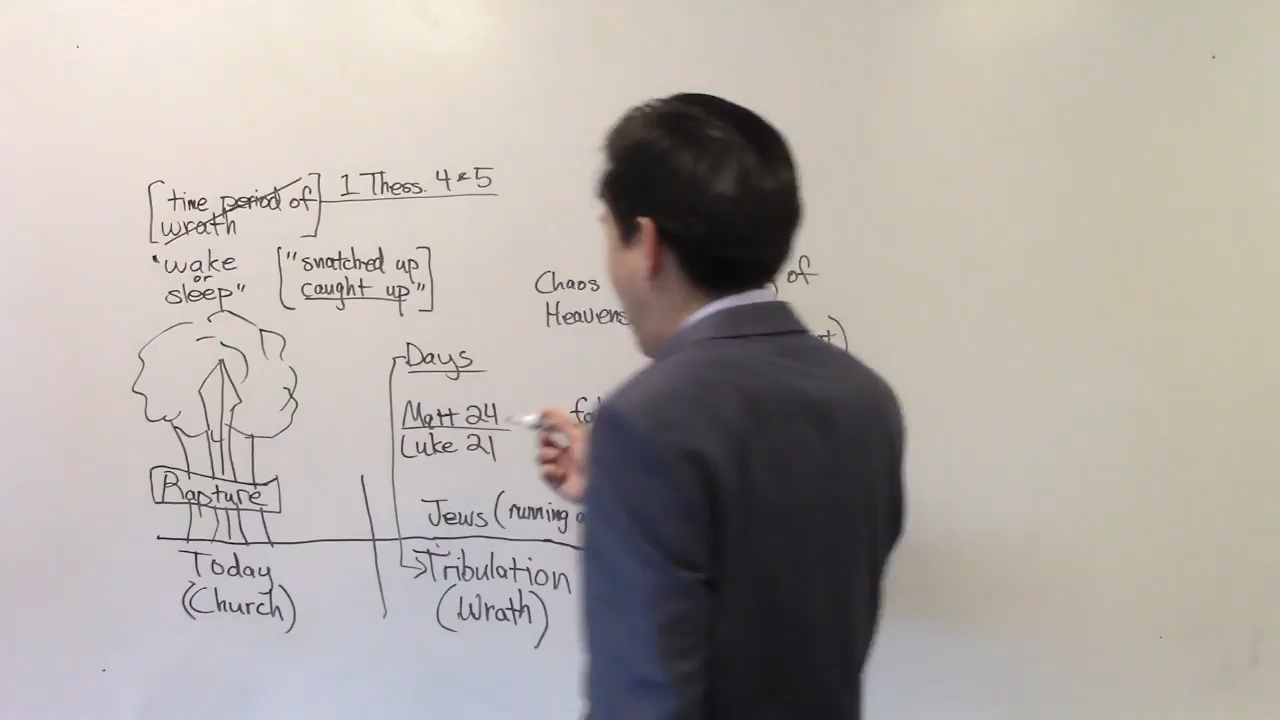 1 Thess. 4 & 5
[time period of
wrath]
"wake
or
sleep"
["snatched up
caught up"]
Chaos
of
Heavens
Days
Matt 24
Luke 21
Rapture
Jews (running
Today
(Church)
Tribulation
(Wrath)